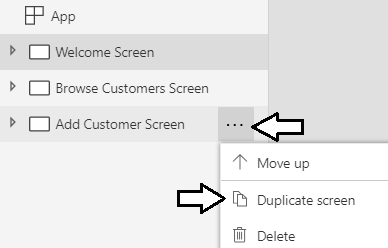 App
Welcome Screen
Browse Customers Screen
Add Customer Screen ...
Move up
Duplicate screen
Delete